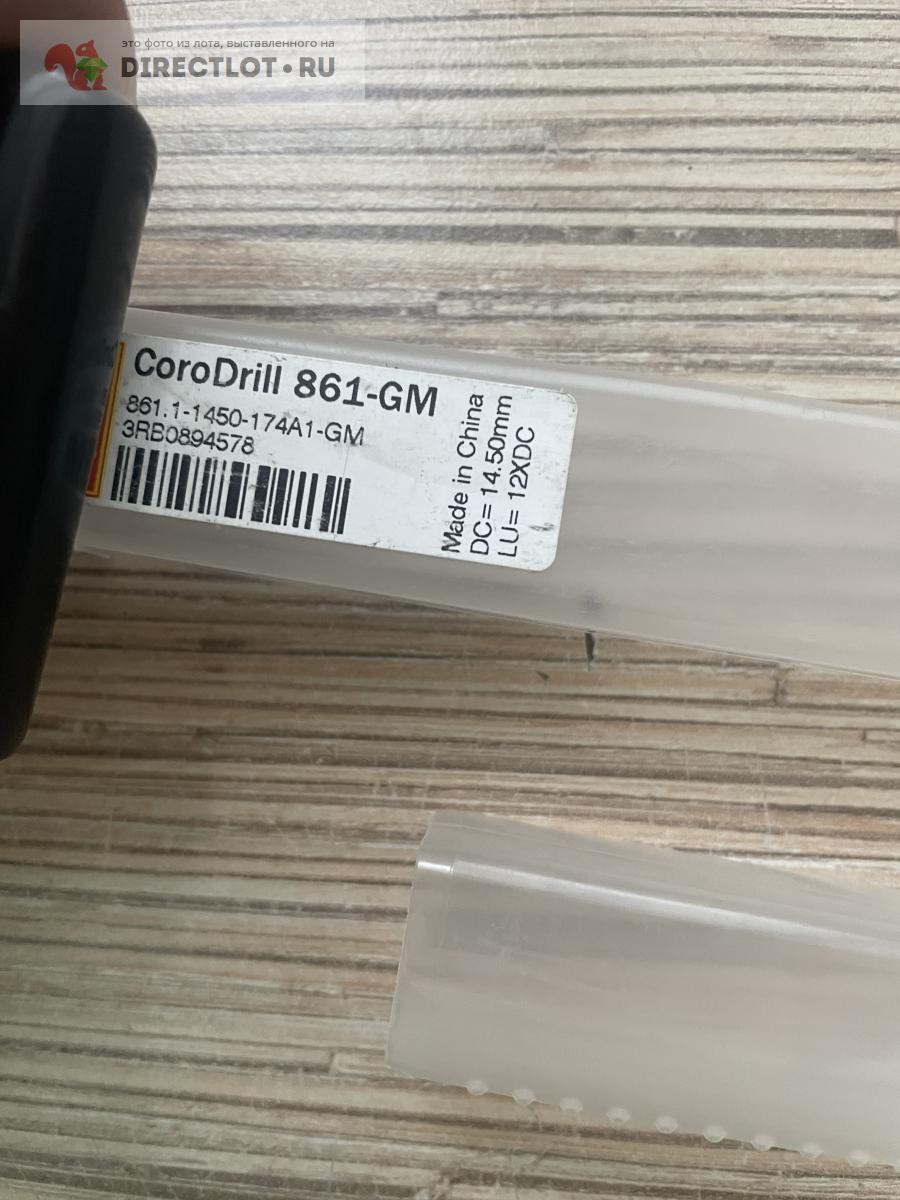 это фото из лота, выставленного на
DIRECTLOT•RU
CoroDrill 861-GM
861.1-1450-174A1-GM
3RB0894578
Made in China
DC= 14.50mm
LU= 12XDC